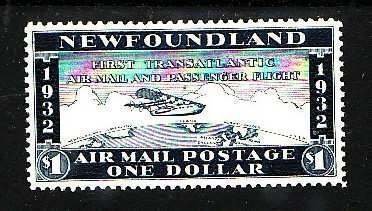 NEWFOUNDLAND
FIRST TRANSATLANTIC
AIR MAIL AND PASSENGER FLIGHT
1932
1932
$1
AIR MAIL POSTAGE
$1
ONE DOLLAR